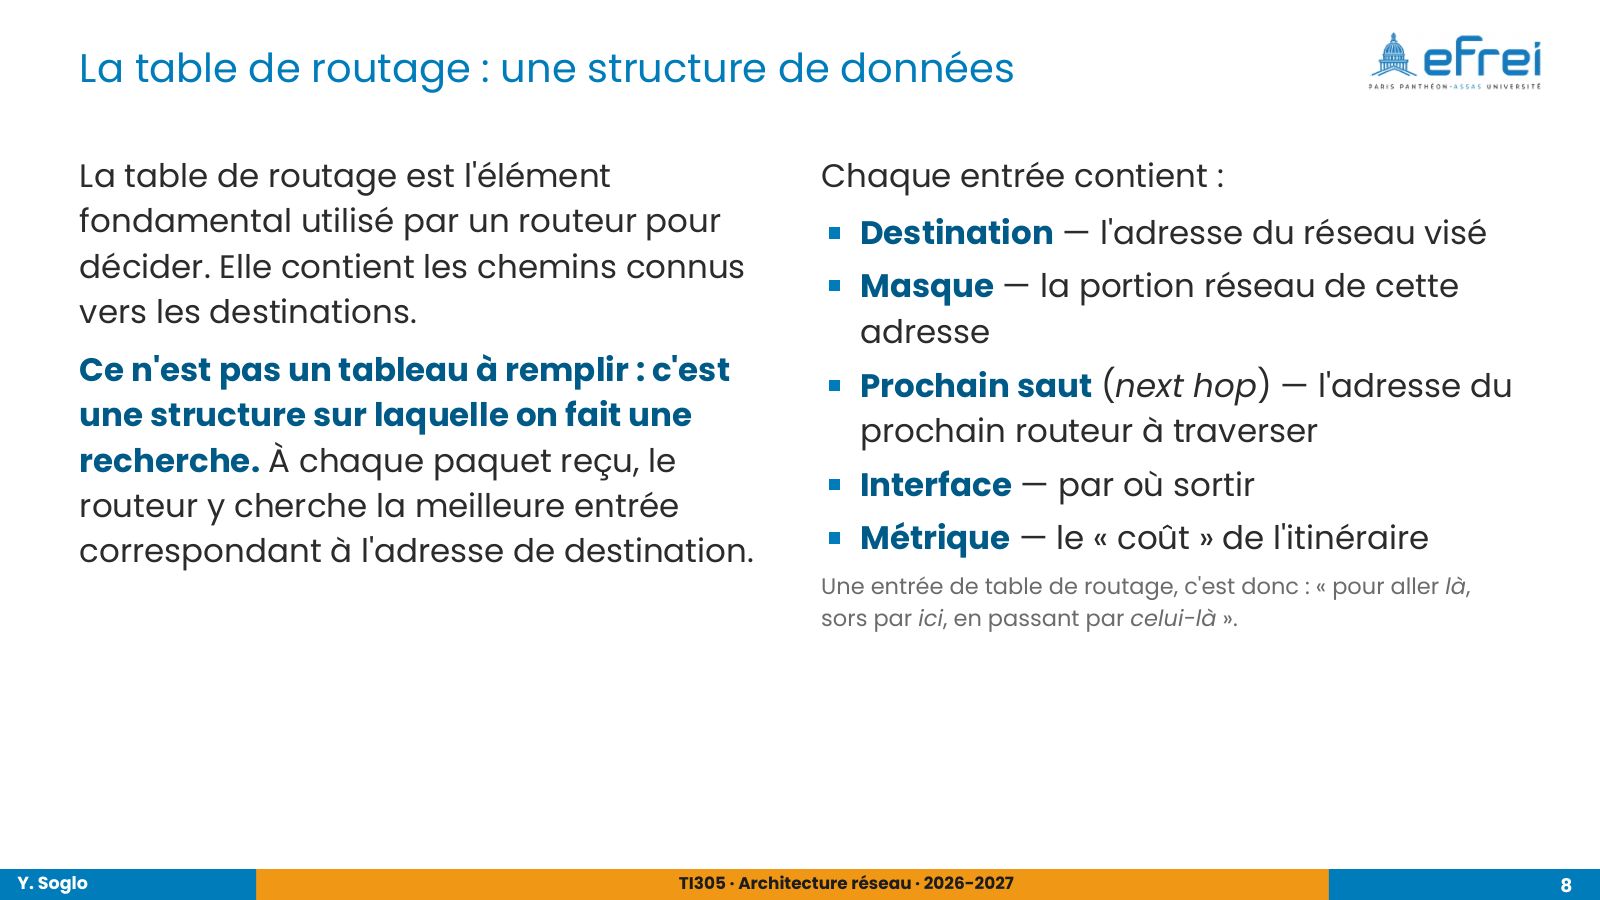 La table de routage : une structure de données
efrei
PARIS PANTHÉON-ASSAS UNIVERSITÉ
La table de routage est l'élément
fondamental utilisé par un routeur pour
décider. Elle contient les chemins connus
vers les destinations.
Ce n'est pas un tableau à remplir : c'est
une structure sur laquelle on fait une
recherche. À chaque paquet reçu, le
routeur y cherche la meilleure entrée
correspondant à l'adresse de destination.
Chaque entrée contient :
▪ Destination — l'adresse du réseau visé
▪ Masque — la portion réseau de cette
adresse
▪ Prochain saut (next hop) — l'adresse du
prochain routeur à traverser
▪ Interface — par où sortir
▪ Métrique — le « coût » de l'itinéraire
Une entrée de table de routage, c'est donc : « pour aller là,
sors par ici, en passant par celui-là ».
Y. Soglo
TI305 · Architecture réseau · 2026-2027
8